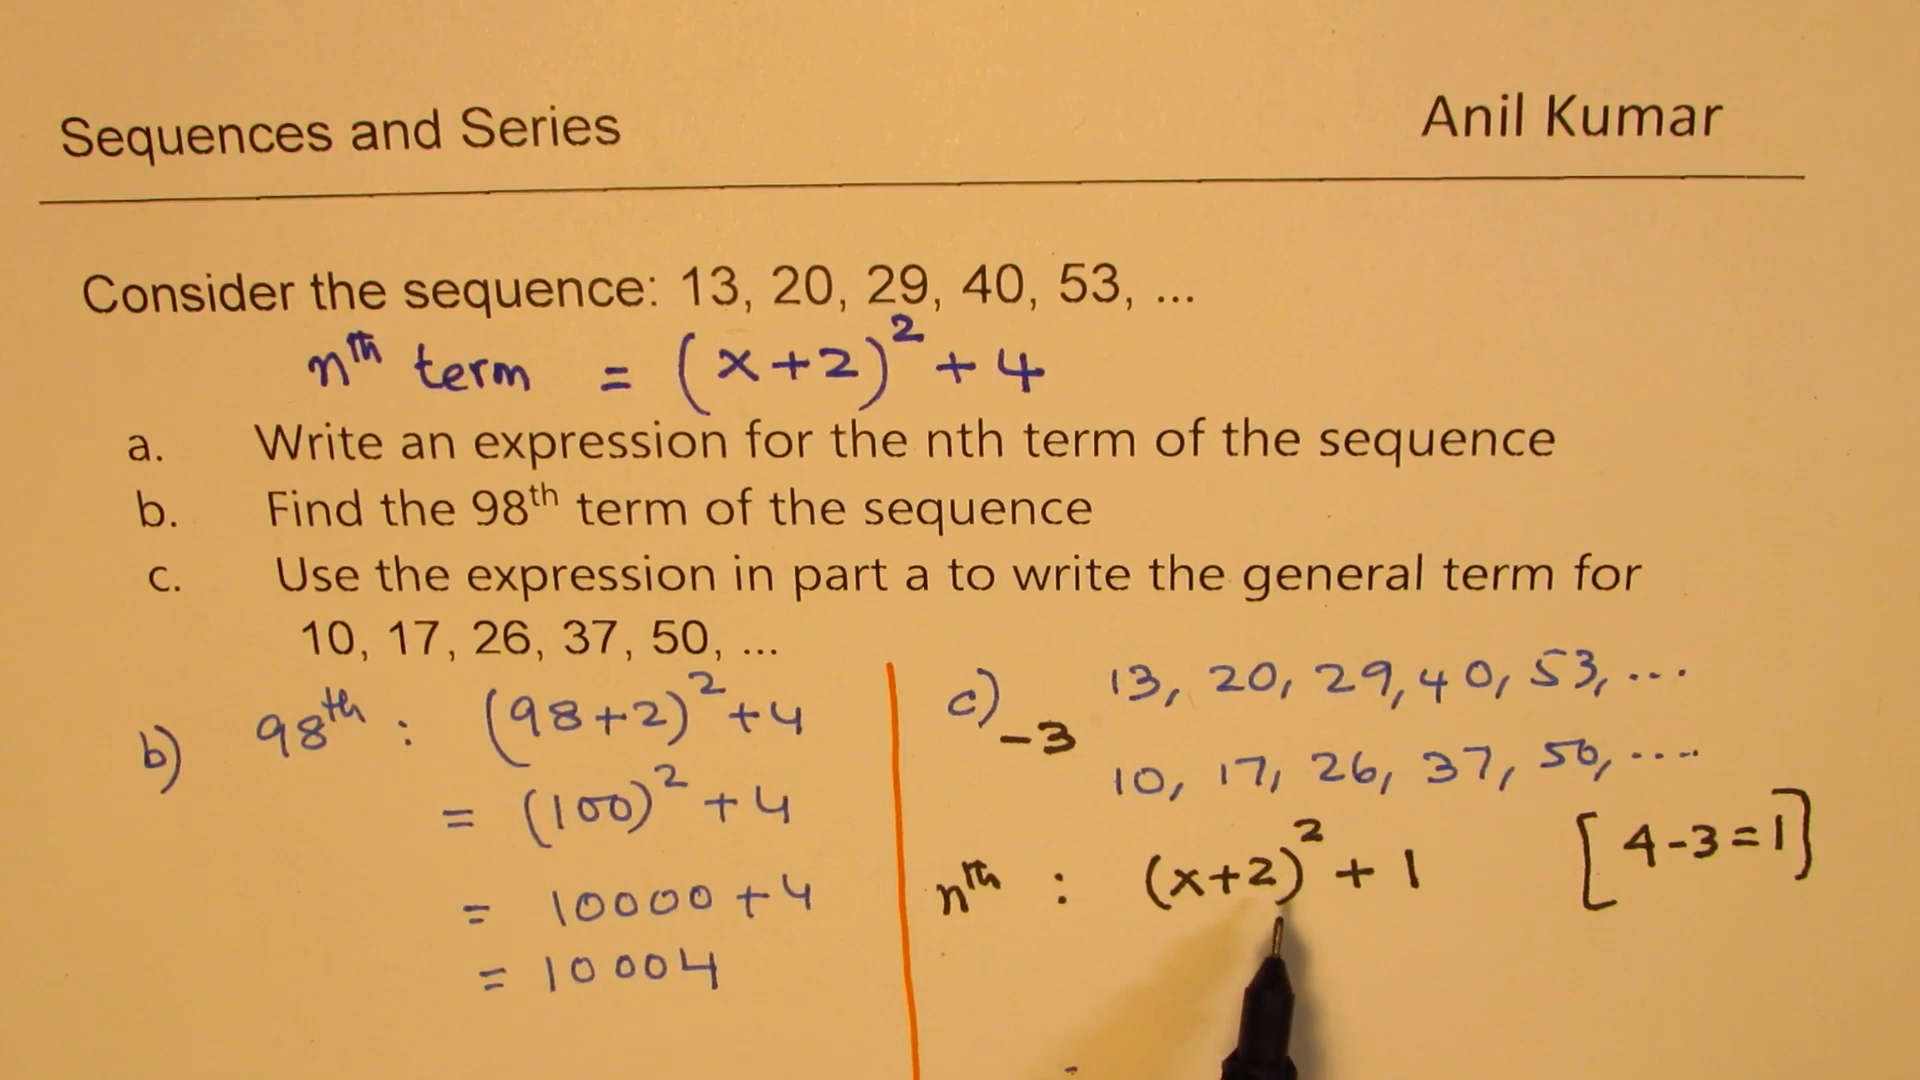 Sequences and Series
Anil Kumar
Consider the sequence: 13, 20, 29, 40, 53, ...
nᵗʰ term = (x+2)² + 4
a. Write an expression for the nth term of the sequence
b. Find the 98ᵗʰ term of the sequence
c. Use the expression in part a to write the general term for
10, 17, 26, 37, 50, ...
b) 98ᵗʰ : (98+2)² + 4
= (100)² + 4
= 10000 + 4
= 10004
c) 13, 20, 29, 40, 53, ...
-3
10, 17, 26, 37, 50, ....
nᵗʰ : (x+2)² + 1 [4-3=1]